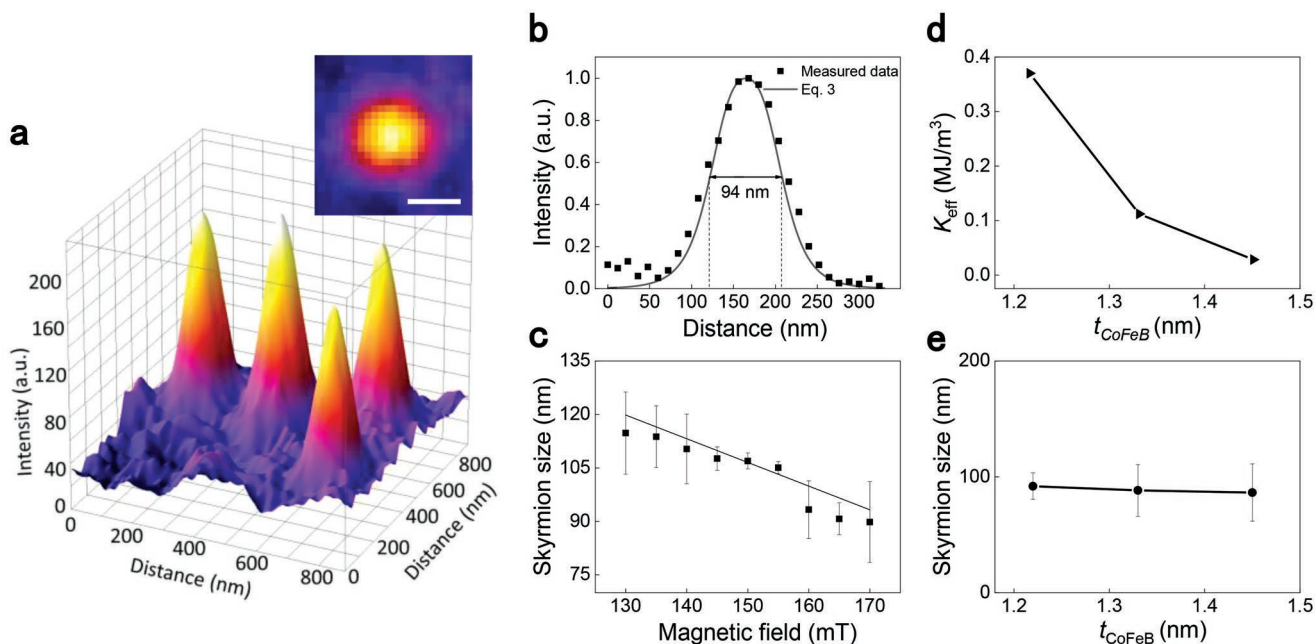 a
Intensity (a.u.)
200
160
120
80
40
0
0
200
400
600
800
Distance (nm)
0
200
400
600
800
Distance (nm)
b
Intensity (a.u.)
1.0
0.8
0.6
0.4
0.2
0.0
Measured data
Eq. 3
94 nm
0 50 100 150 200 250 300
Distance (nm)
c
Skyrmion size (nm)
135
120
105
90
75
130 140 150 160 170
Magnetic field (mT)
d
K_eff (MJ/m³)
0.4
0.3
0.2
0.1
0.0
1.2 1.3 1.4 1.5
t_CoFeB (nm)
e
Skyrmion size (nm)
200
100
0
1.2 1.3 1.4 1.5
t_CoFeB (nm)